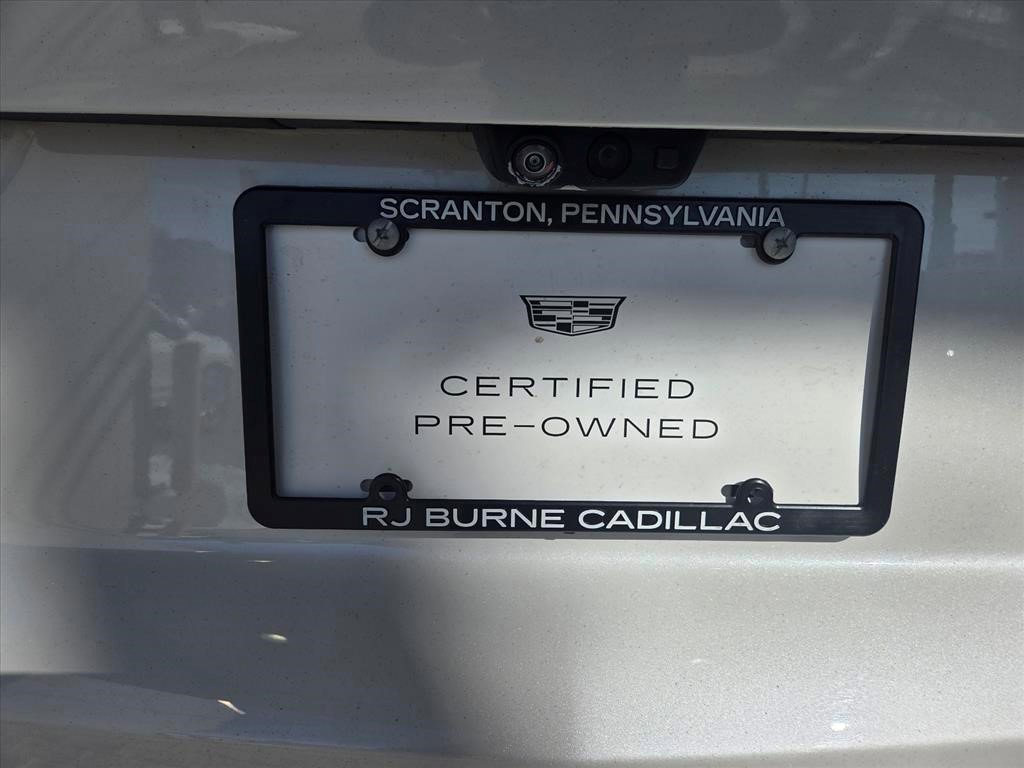 SCRANTON, PENNSYLVANIA
CERTIFIED
PRE-OWNED
RJ BURNE CADILLAC